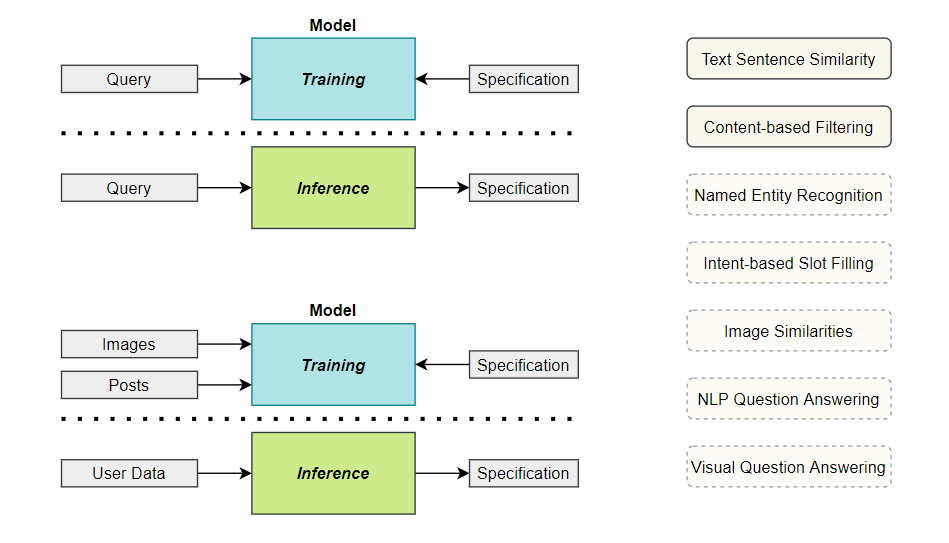 Model
Query
Training
Specification
Query
Inference
Specification
Model
Images
Posts
Training
Specification
User Data
Inference
Specification
Text Sentence Similarity
Content-based Filtering
Named Entity Recognition
Intent-based Slot Filling
Image Similarities
NLP Question Answering
Visual Question Answering